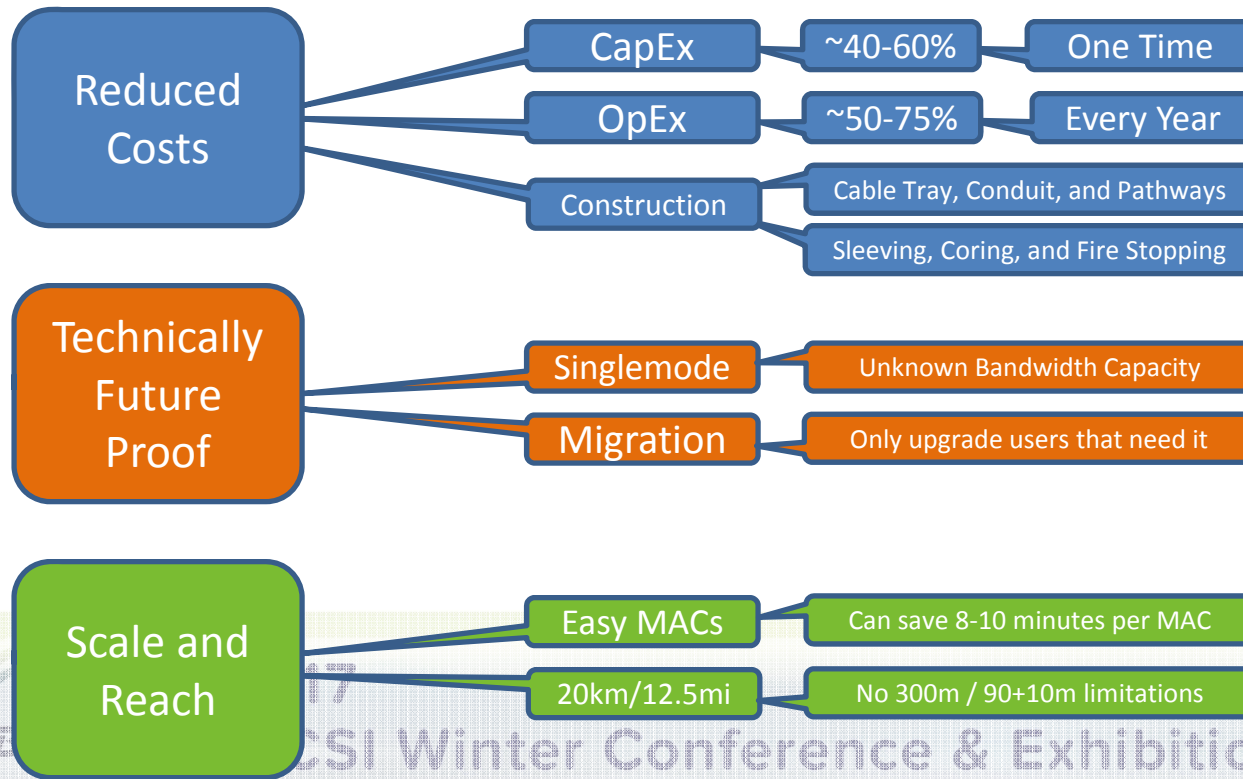 Reduced
Costs
CapEx
~40-60%
One Time
OpEx
~50-75%
Every Year
Construction
Cable Tray, Conduit, and Pathways
Sleeving, Coring, and Fire Stopping
Technically
Future
Proof
Singlemode
Unknown Bandwidth Capacity
Migration
Only upgrade users that need it
Scale and
Reach
Easy MACs
Can save 8-10 minutes per MAC
20km/12.5mi
No 300m / 90+10m limitations
17
CSI Winter Conference & Exhibitio